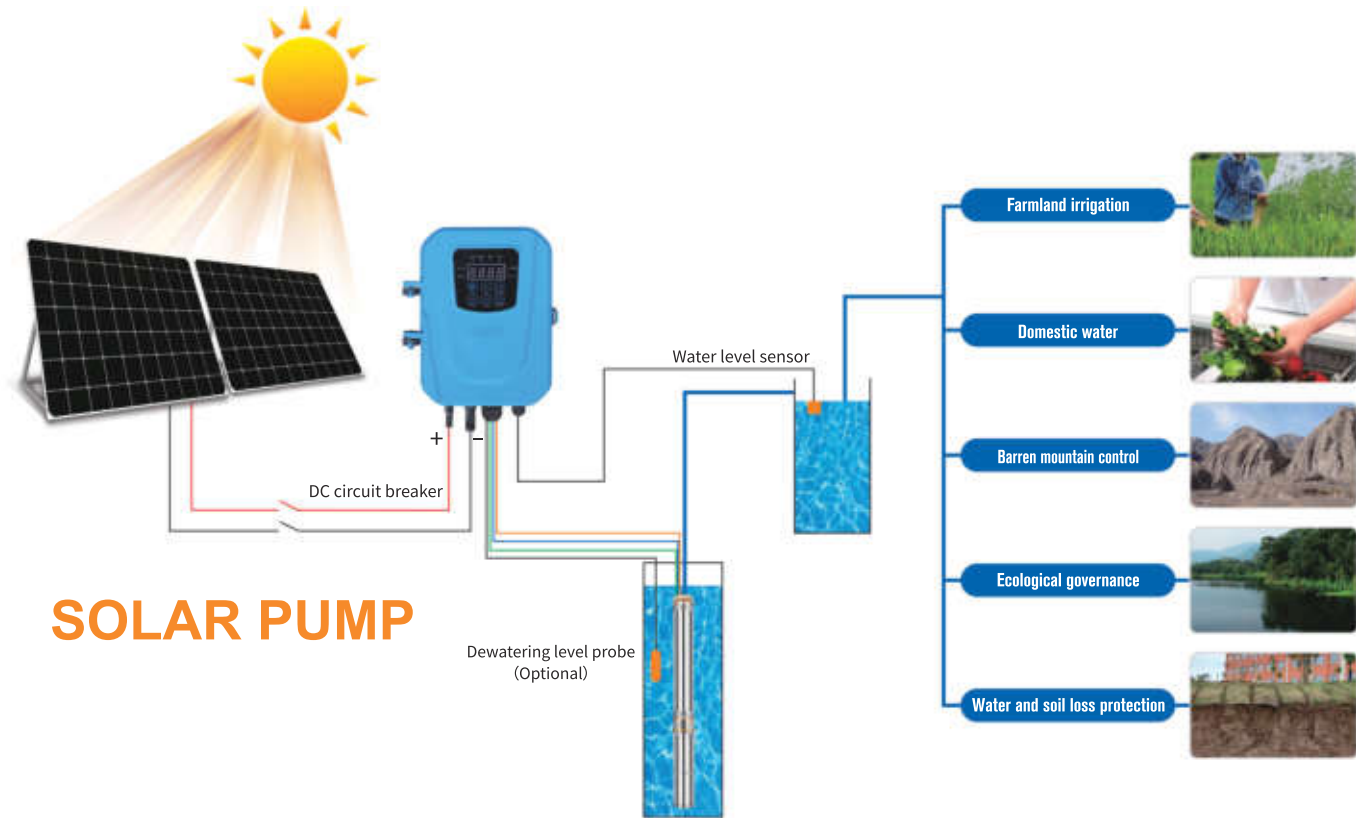 Farmland irrigation
Domestic water
Water level sensor
+
−
Barren mountain control
DC circuit breaker
Ecological governance
SOLAR PUMP
Dewatering level probe
(Optional)
Water and soil loss protection